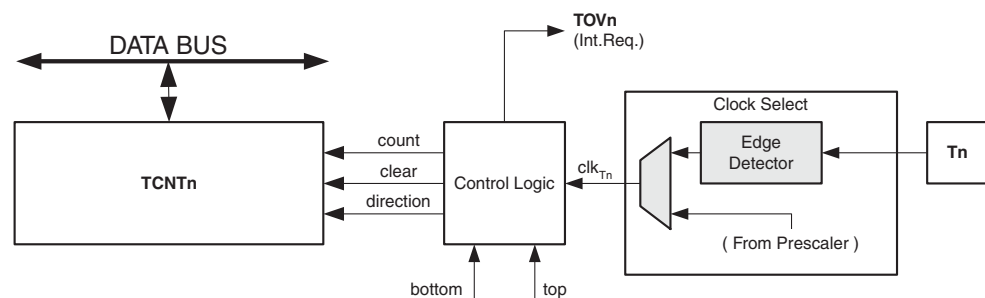 TOVn
(Int.Req.)
DATA BUS
Clock Select
count
Edge
Detector
Tn
TCNTn
clear
Control Logic
clkTn
direction
( From Prescaler )
bottom
top